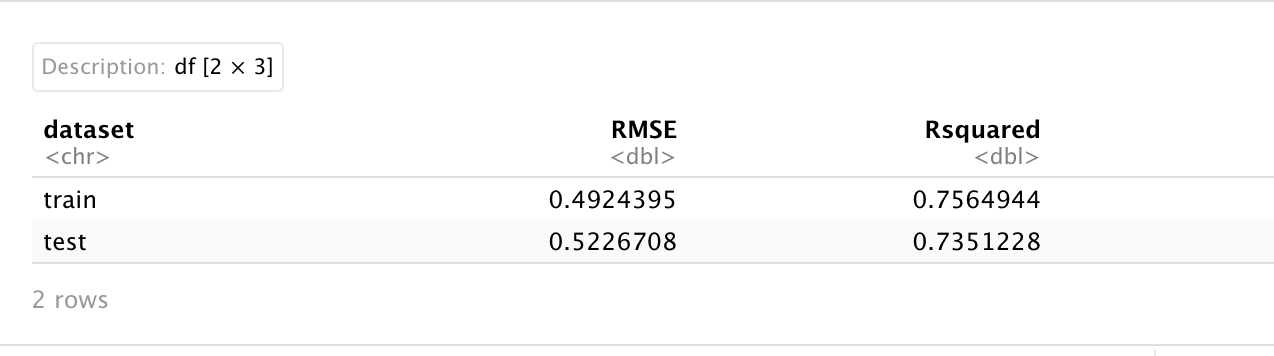 Description: df [2 × 3]
dataset RMSE Rsquared
<chr> <dbl> <dbl>
train 0.4924395 0.7564944
test 0.5226708 0.7351228
2 rows